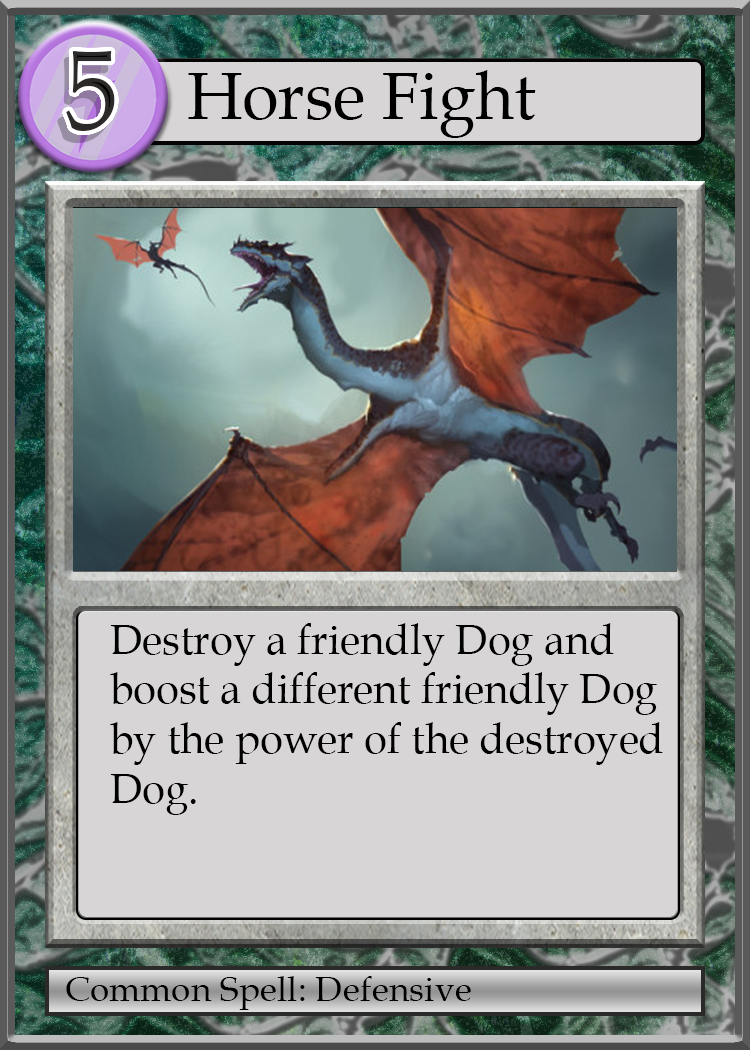 5
Horse Fight
Destroy a friendly Dog and
boost a different friendly Dog
by the power of the destroyed
Dog.
Common Spell: Defensive